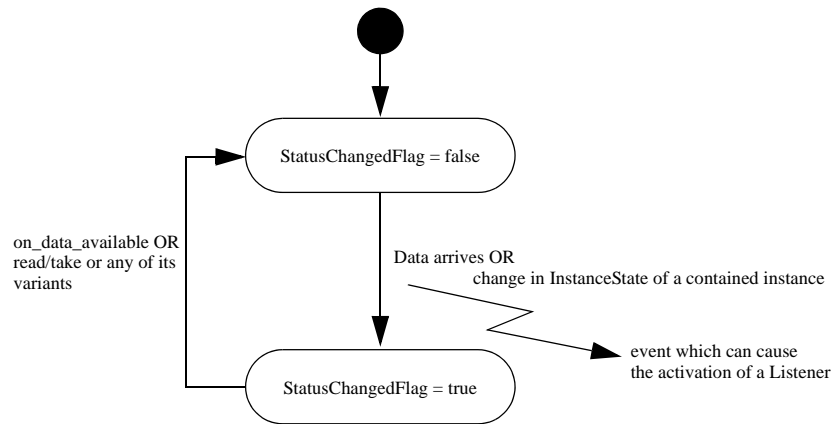 StatusChangedFlag = false
on_data_available OR
read/take or any of its
variants
Data arrives OR
change in InstanceState of a contained instance
event which can cause
the activation of a Listener
StatusChangedFlag = true